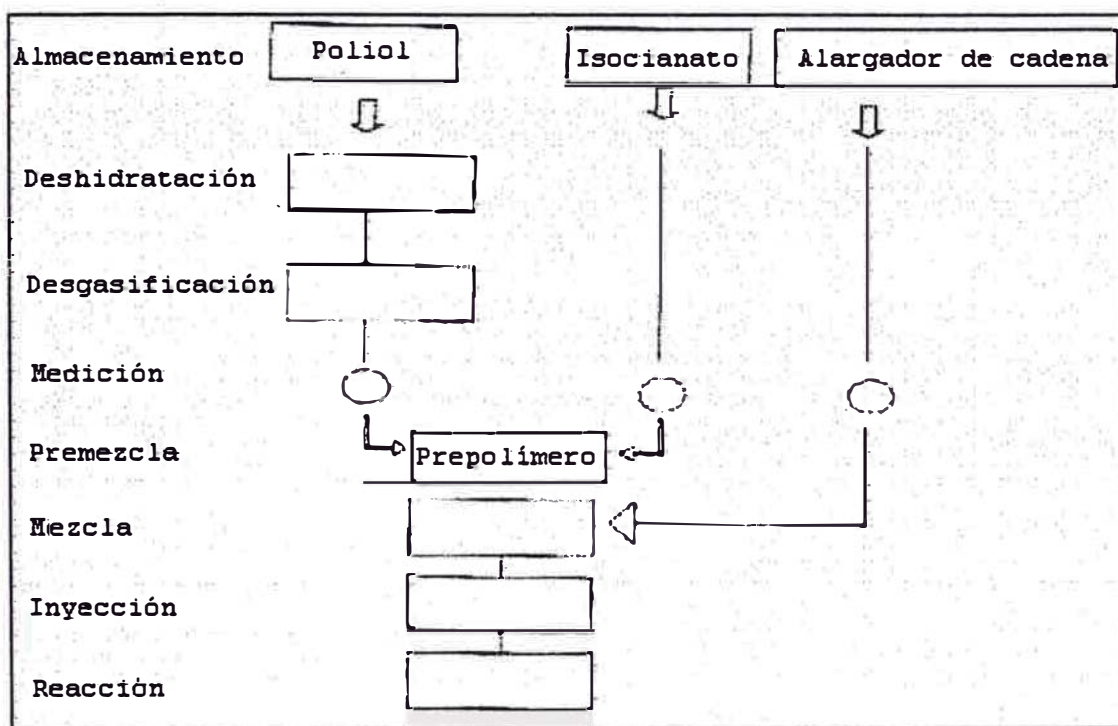 Almacenamiento Poliol Isocianato Alargador de cadena
Deshidratación
Desgasificación
Medición
Premezcla Prepolímero
Mezcla
Inyección
Reacción